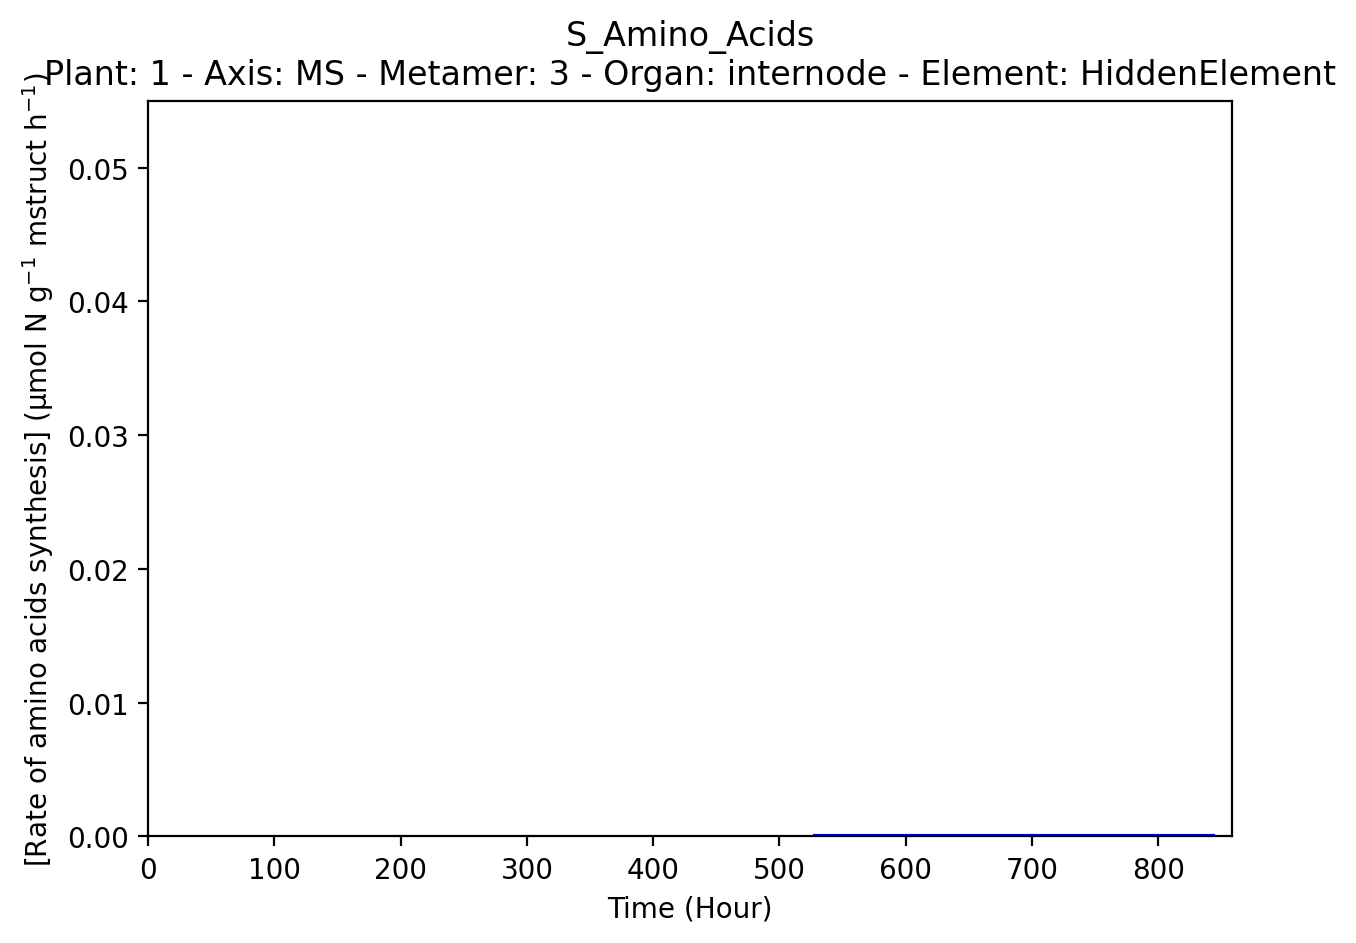 S_Amino_Acids
Plant: 1 - Axis: MS - Metamer: 3 - Organ: internode - Element: HiddenElement
[Rate of amino acids synthesis] (µmol N g⁻¹ mstruct h⁻¹)
0.05
0.04
0.03
0.02
0.01
0.00
0 100 200 300 400 500 600 700 800
Time (Hour)